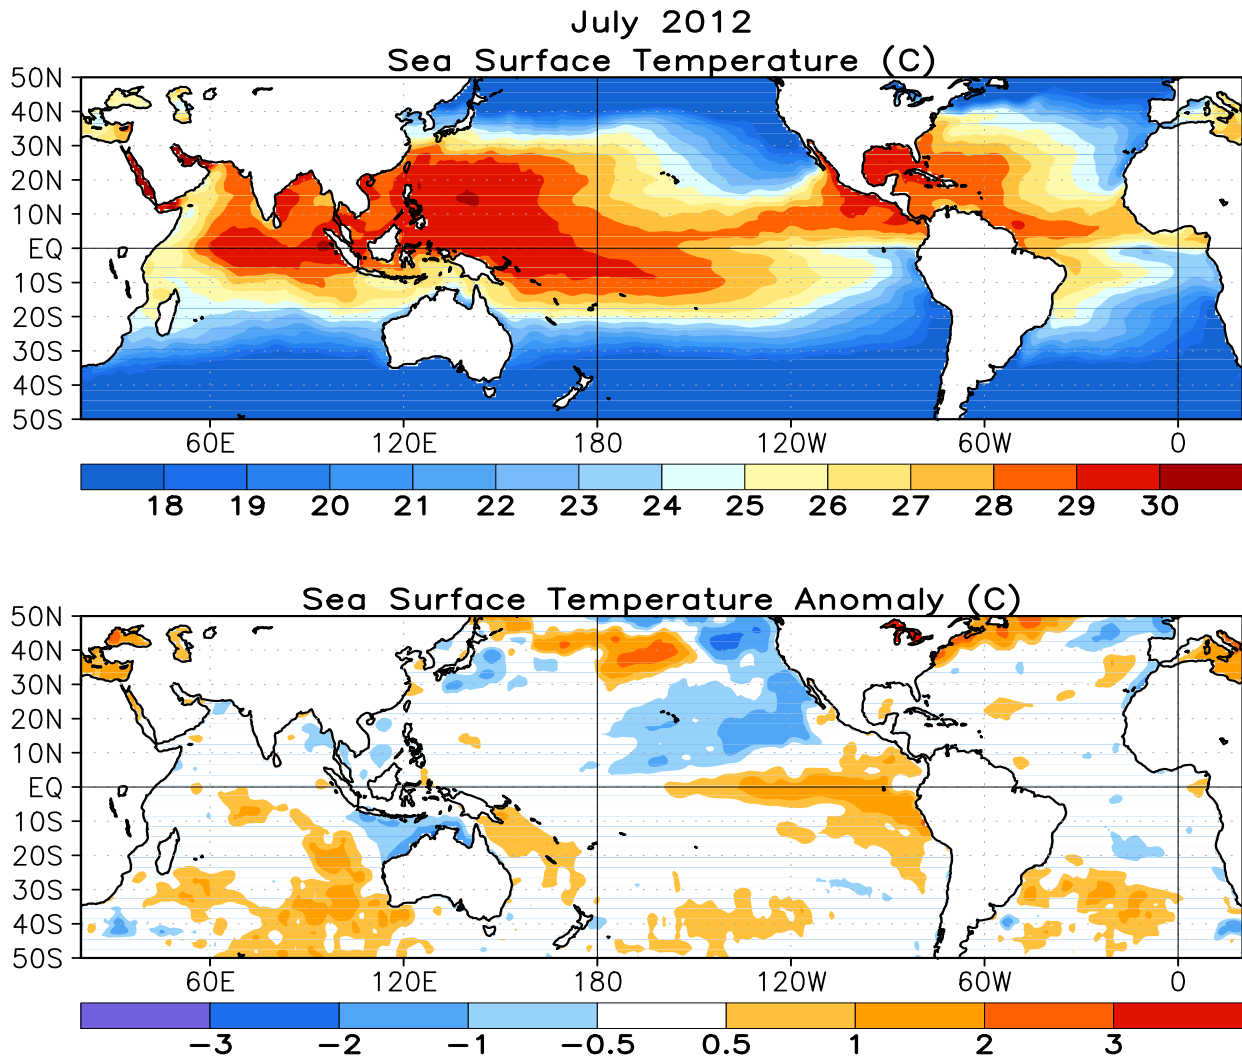 July 2012
Sea Surface Temperature (C)
50N
40N
30N
20N
10N
EQ
10S
20S
30S
40S
50S
60E 120E 180 120W 60W 0
18 19 20 21 22 23 24 25 26 27 28 29 30
Sea Surface Temperature Anomaly (C)
50N
40N
30N
20N
10N
EQ
10S
20S
30S
40S
50S
60E 120E 180 120W 60W 0
−3 −2 −1 −0.5 0.5 1 2 3